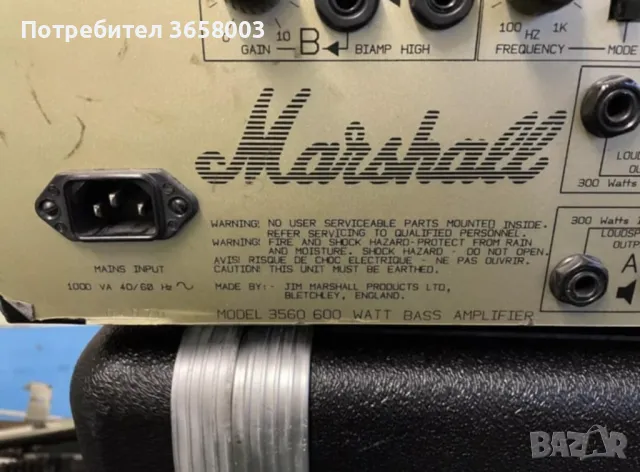 Потребител 3658003
0 10
GAIN B BIAMP HIGH
100 HZ 1K
FREQUENCY MODE
Marshall
LOUD
OU
300 Watts
WARNING: NO USER SERVICEABLE PARTS MOUNTED INSIDE.
REFER SERVICING TO QUALIFIED PERSONNEL.
WARNING: FIRE AND SHOCK HAZARD-PROTECT FROM RAIN
AND MOISTURE. SHOCK HAZARD - DO NOT OPEN.
AVIS: RISQUE DE CHOC ELECTRIQUE - NE PAS OUVRIR.
CAUTION: THIS UNIT MUST BE EARTHED.
300 Watts
LOUDSP
OUTP
A
MAINS INPUT
1000 VA 40/60 Hz
MADE BY:- JIM MARSHALL PRODUCTS LTD,
BLETCHLEY, ENGLAND.
MODEL 3560 600 WATT BASS AMPLIFIER
BAZAR